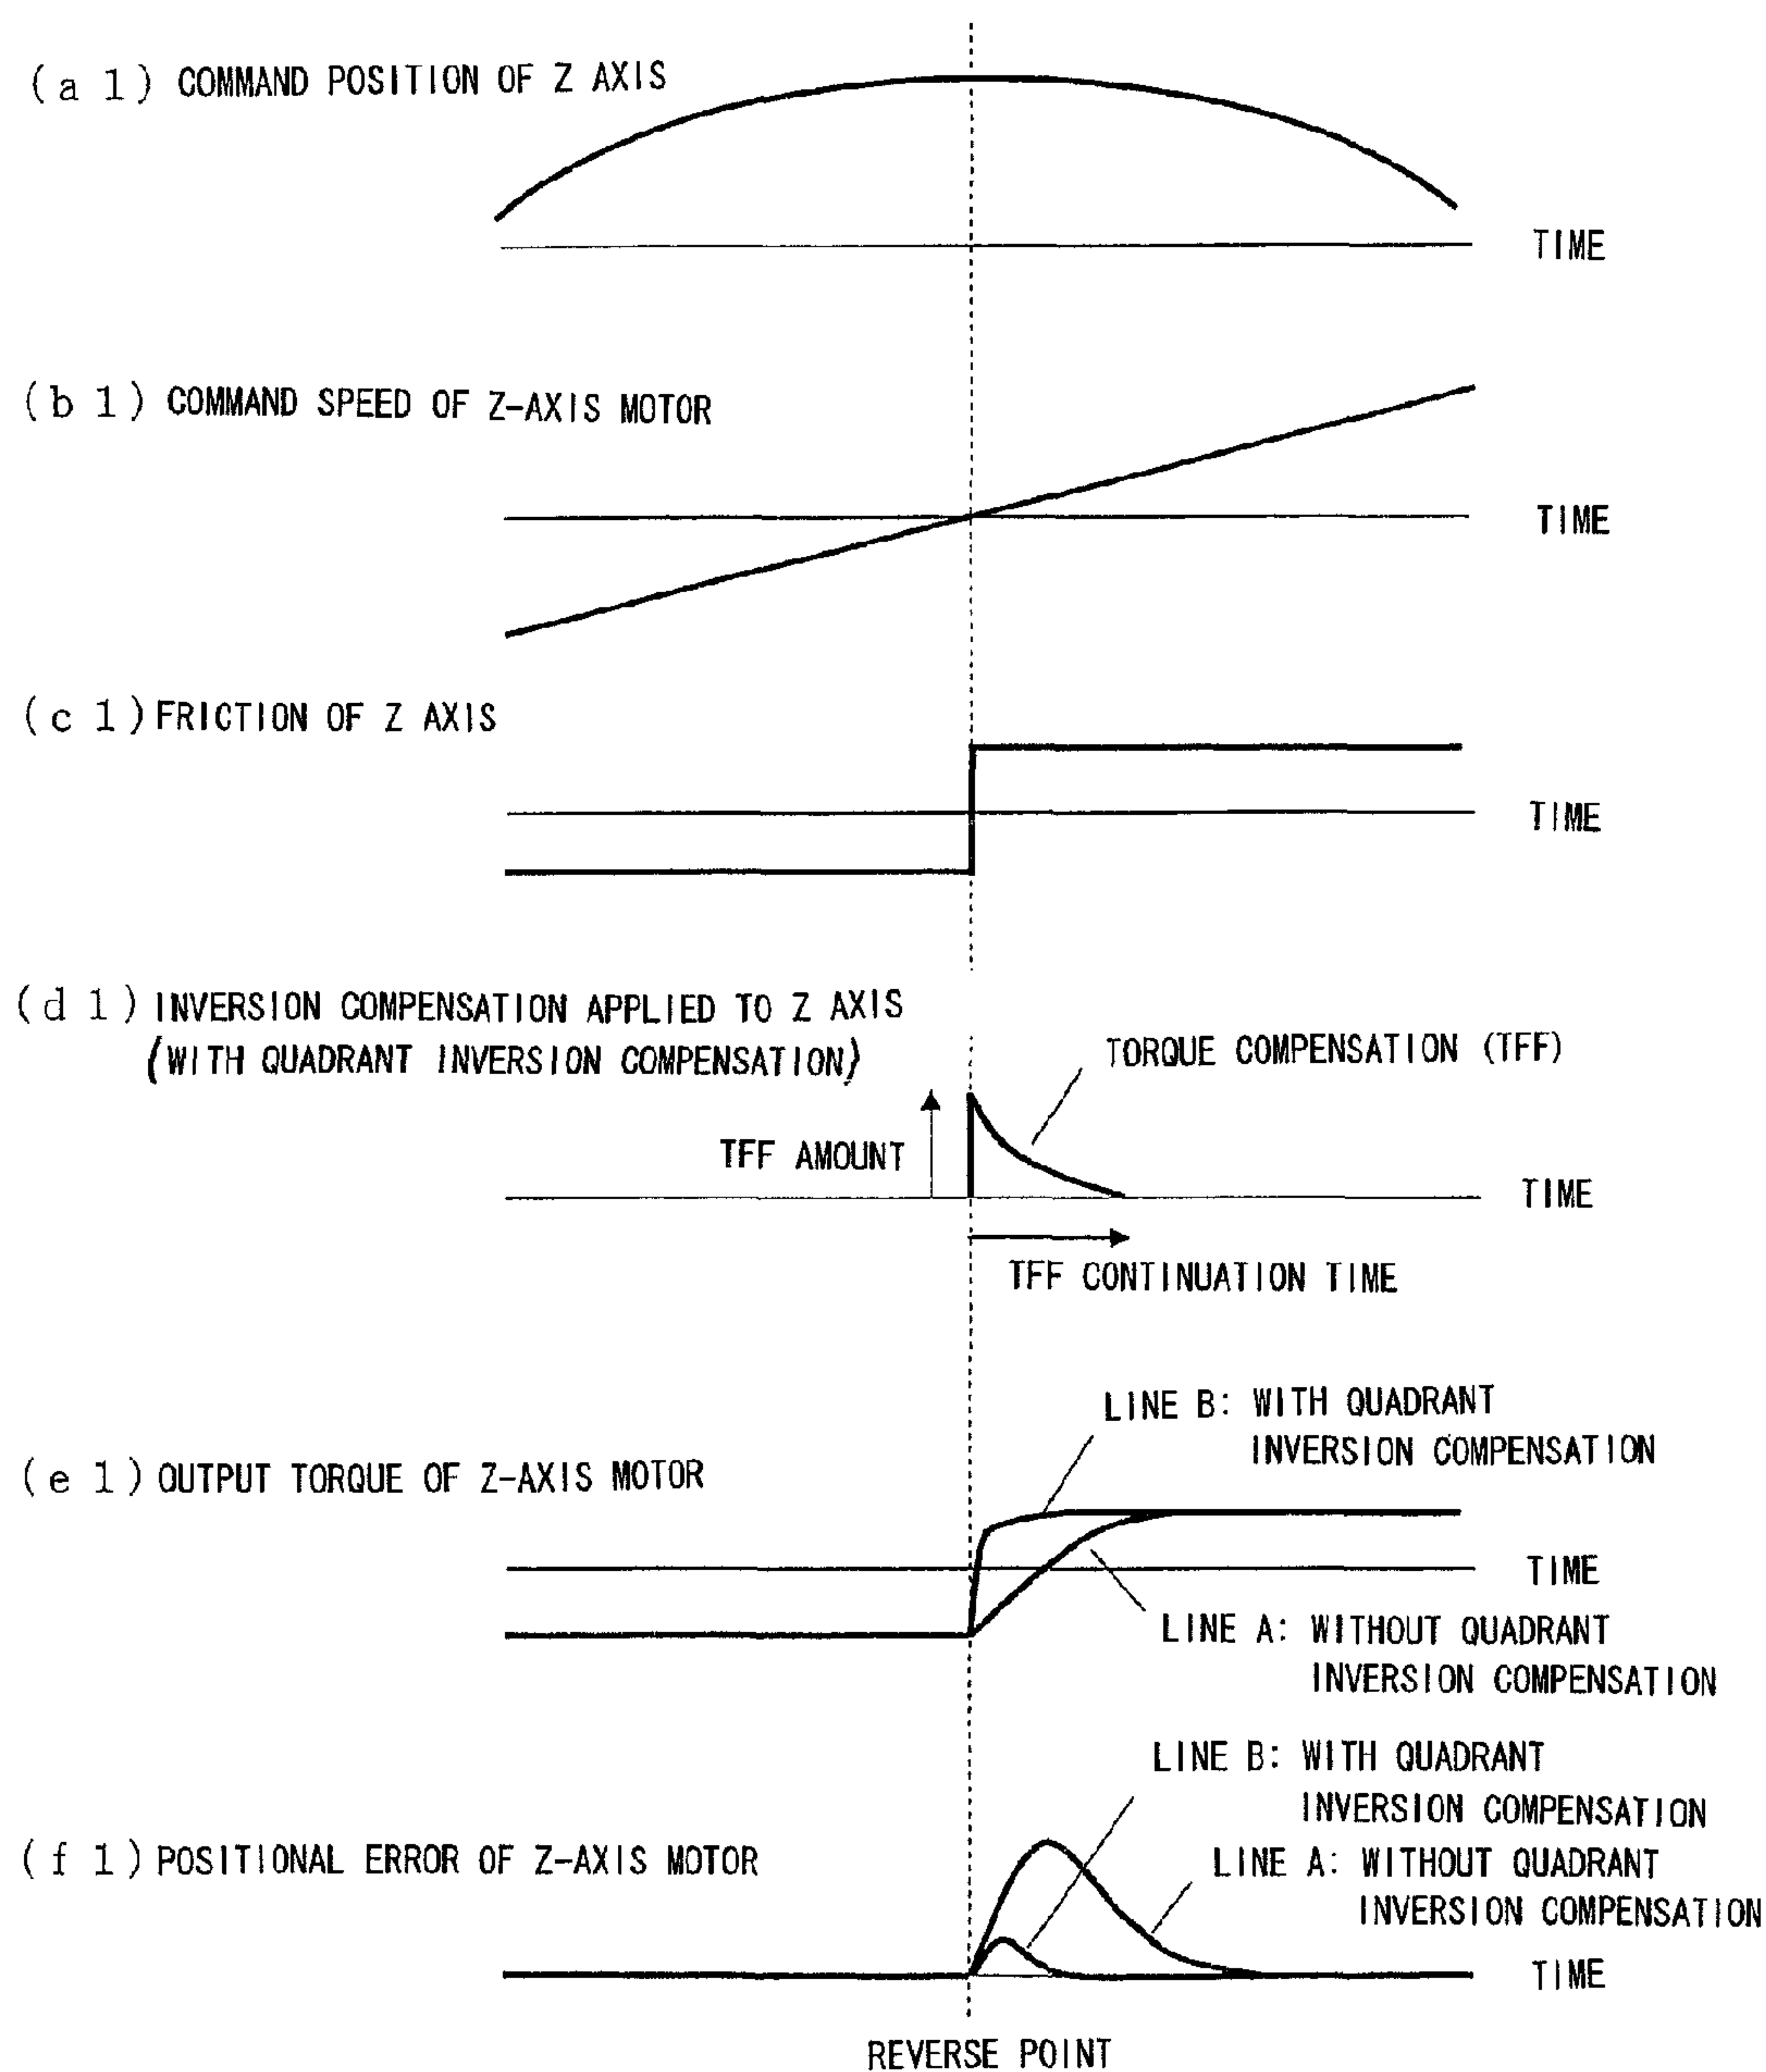 (a 1) COMMAND POSITION OF Z AXIS
TIME
(b 1) COMMAND SPEED OF Z-AXIS MOTOR
TIME
(c 1) FRICTION OF Z AXIS
TIME
(d 1) INVERSION COMPENSATION APPLIED TO Z AXIS
(WITH QUADRANT INVERSION COMPENSATION)
TORQUE COMPENSATION (TFF)
TFF AMOUNT
TIME
TFF CONTINUATION TIME
LINE B: WITH QUADRANT
INVERSION COMPENSATION
(e 1) OUTPUT TORQUE OF Z-AXIS MOTOR
TIME
LINE A: WITHOUT QUADRANT
INVERSION COMPENSATION
LINE B: WITH QUADRANT
INVERSION COMPENSATION
(f 1) POSITIONAL ERROR OF Z-AXIS MOTOR
LINE A: WITHOUT QUADRANT
INVERSION COMPENSATION
TIME
REVERSE POINT